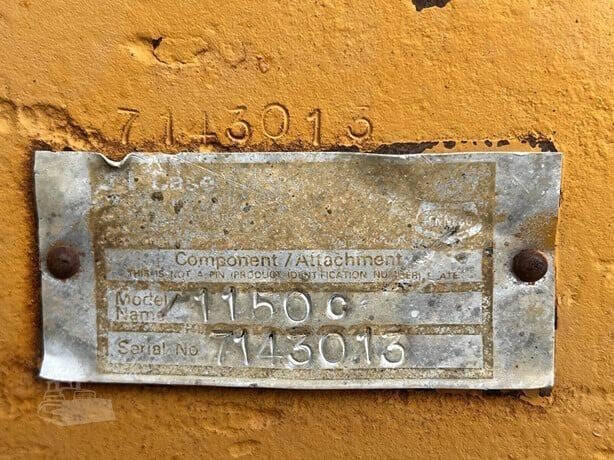 7143013
J I Case
Component/Attachment
THIS IS NOT A PIN (PRODUCT IDENTIFICATION NUMBER) PLATE
Model/
Name 1150C
Serial No 7143013